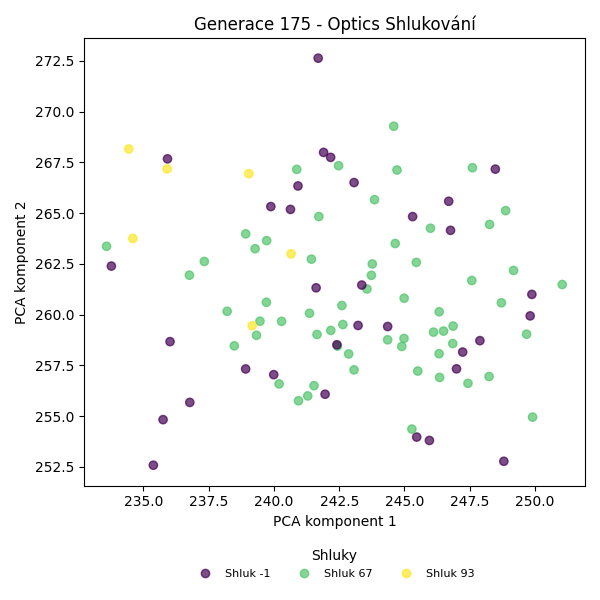 Generace 175 - Optics Shlukování
PCA komponent 2
272.5
270.0
267.5
265.0
262.5
260.0
257.5
255.0
252.5
235.0 237.5 240.0 242.5 245.0 247.5 250.0
PCA komponent 1
Shluky
Shluk -1 Shluk 67 Shluk 93